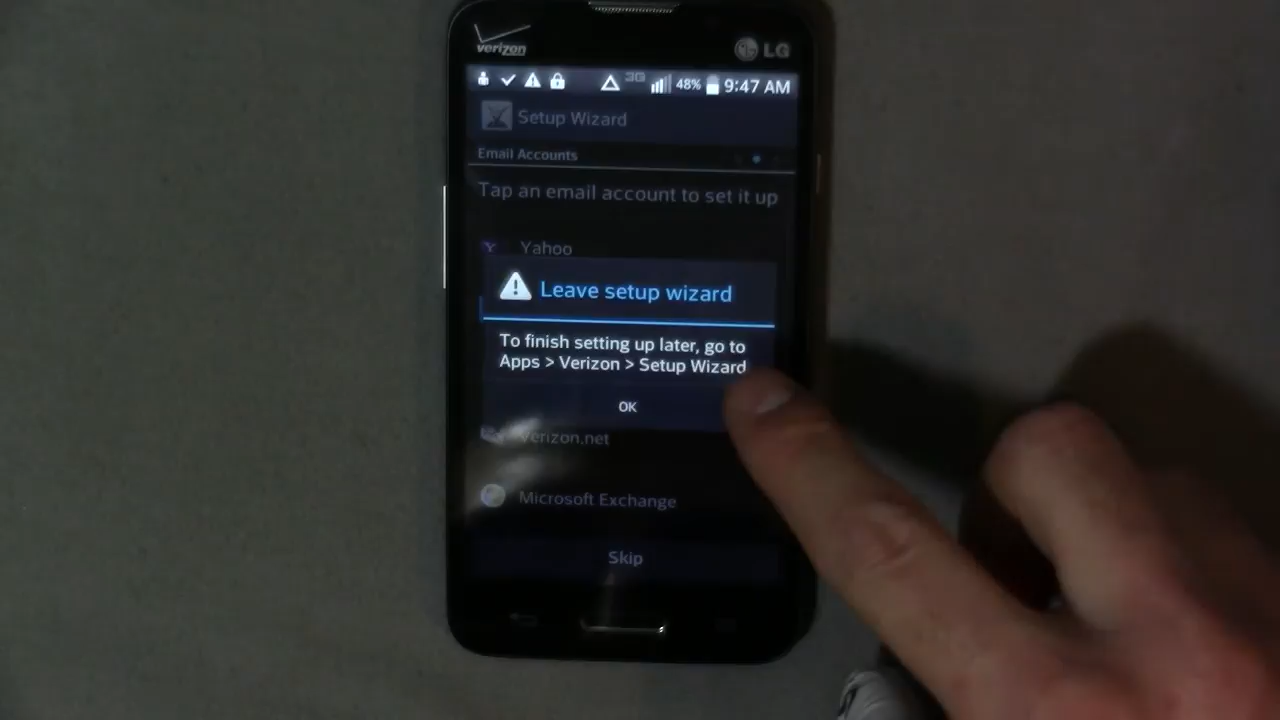 verizon
LG
3G 48% 9:47 AM
Setup Wizard
Email Accounts
Tap an email account to set it up
Yahoo
Leave setup wizard
To finish setting up later, go to
Apps > Verizon > Setup Wizard
OK
Verizon.net
Microsoft Exchange
Skip